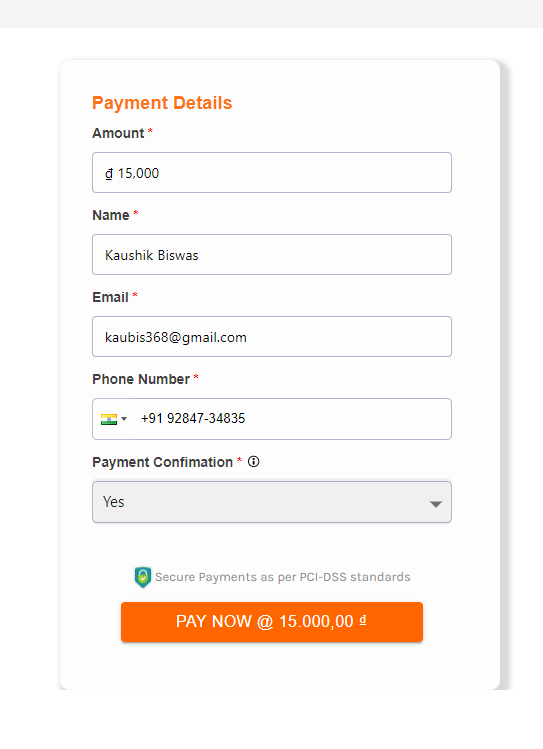 Payment Details
Amount *
₫ 15,000
Name *
Kaushik Biswas
Email *
kaubis368@gmail.com
Phone Number *
+91 92847-34835
Payment Confimation *
Yes
Secure Payments as per PCI-DSS standards
PAY NOW @ 15.000,00 ₫